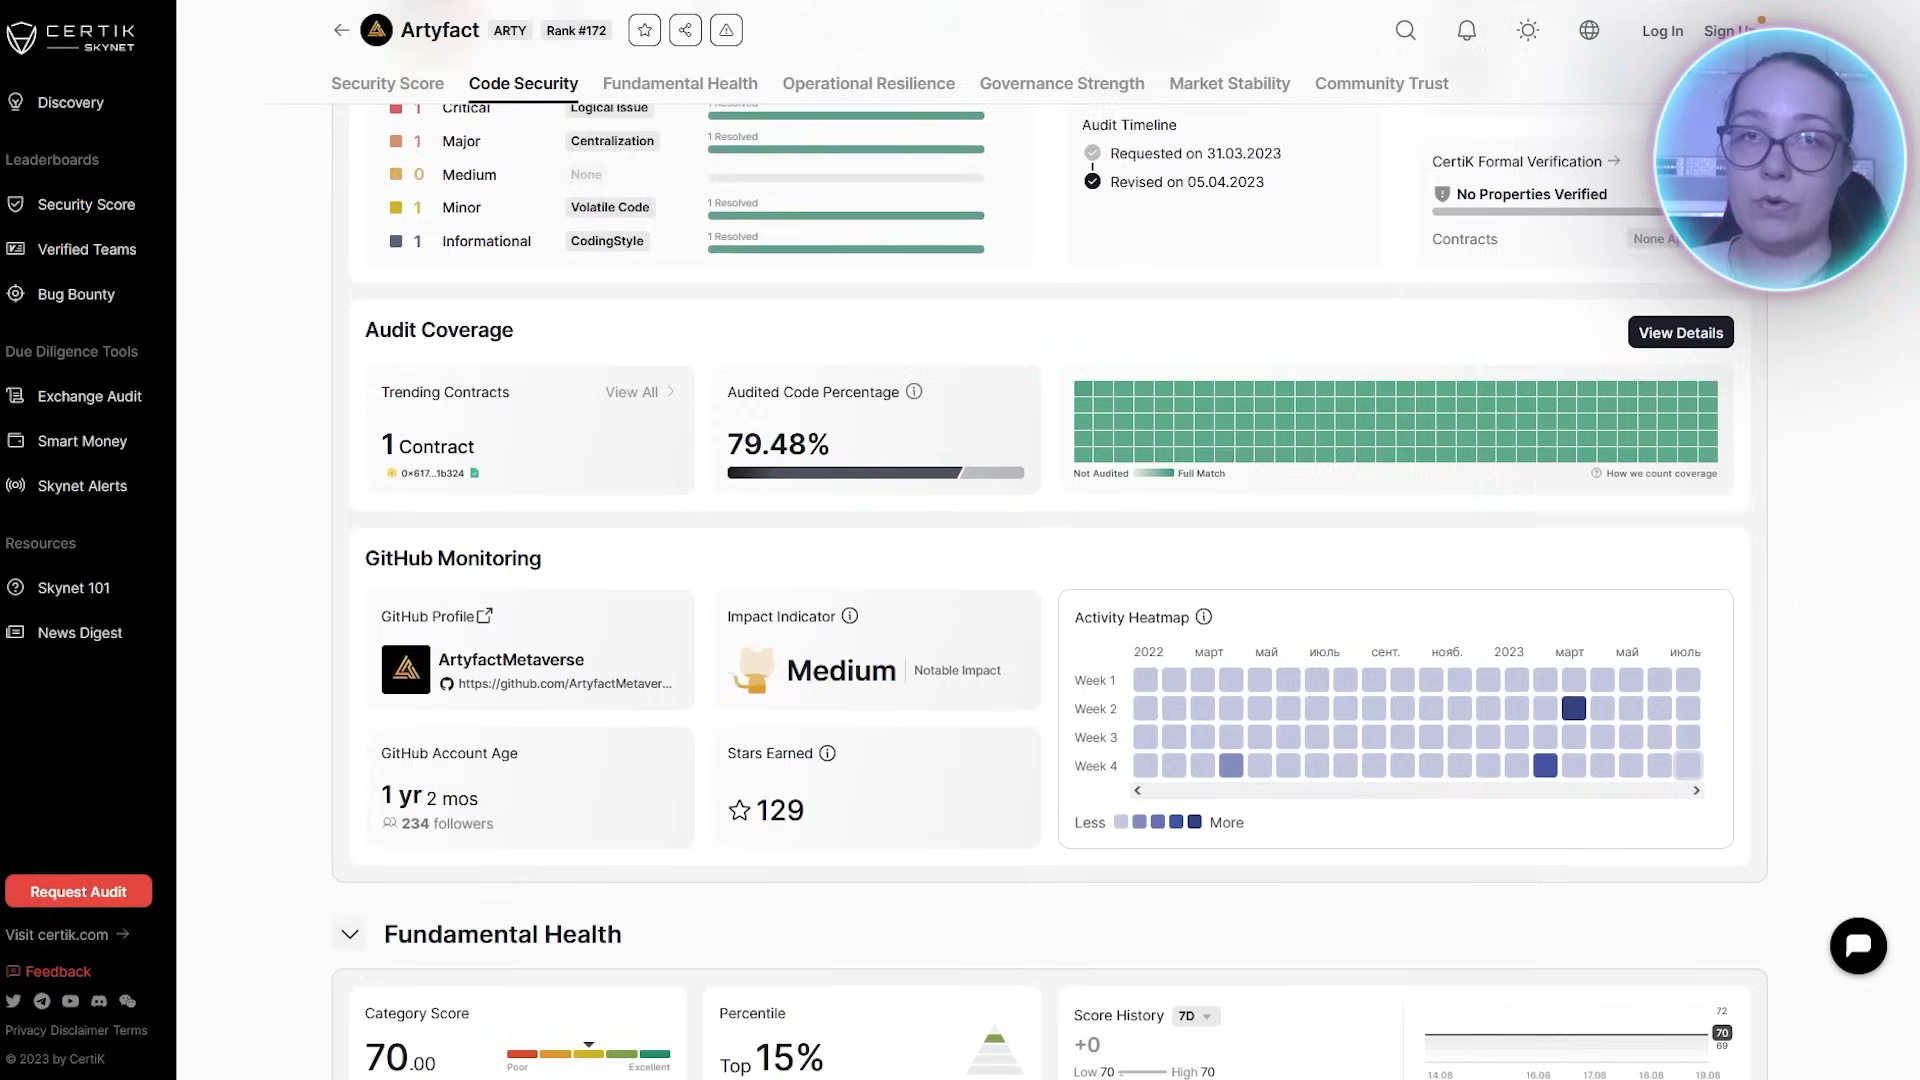 CERTIK
SKYNET
Artyfact
ARTY
Rank #172
Log In
Sign
Discovery
Leaderboards
Security Score
Verified Teams
Bug Bounty
Due Diligence Tools
Exchange Audit
Smart Money
Skynet Alerts
Resources
Skynet 101
News Digest
Request Audit
Visit certik.com
Feedback
Privacy Disclaimer Terms
© 2023 by CertiK
Security Score
Code Security
Fundamental Health
Operational Resilience
Governance Strength
Market Stability
Community Trust
1 Critical
Logical Issue
1 Resolved
1 Major
Centralization
1 Resolved
0 Medium
None
1 Minor
Volatile Code
1 Resolved
1 Informational
CodingStyle
1 Resolved
Audit Timeline
Requested on 31.03.2023
Revised on 05.04.2023
CertiK Formal Verification
No Properties Verified
Contracts
None
Audit Coverage
View Details
Trending Contracts
View All
1 Contract
0×617...1b324
Audited Code Percentage
79.48%
Not Audited
Full Match
How we count coverage
GitHub Monitoring
GitHub Profile
ArtyfactMetaverse
https://github.com/ArtyfactMetaver...
Impact Indicator
Medium
Notable Impact
GitHub Account Age
1 yr 2 mos
234 followers
Stars Earned
129
Activity Heatmap
2022 март май июль сент. нояб. 2023 март май июль
Week 1
Week 2
Week 3
Week 4
Less
More
Fundamental Health
Category Score
70.00
Poor
Excellent
Percentile
Top 15%
Score History
7D
+0
Low 70
High 70
72
70
69
14.08 16.08 17.08 18.08 19.08